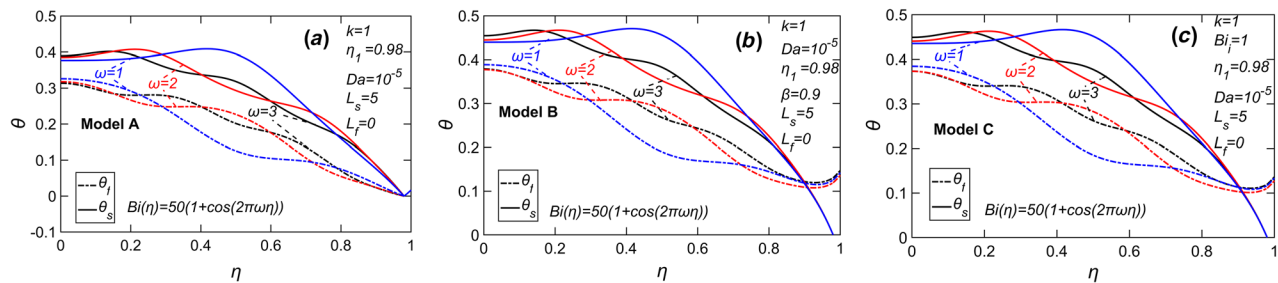 (a)
k=1
η1=0.98
Da=10-5
Ls=5
Lf=0
ω=1
ω=2
ω=3
Model A
θf
θs
Bi(η)=50(1+cos(2πωη))
θ
0.5
0.4
0.3
0.2
0.1
0
-0.1
0 0.2 0.4 0.6 0.8 1
η
(b)
k=1
Da=10-5
η1=0.98
β=0.9
Ls=5
Lf=0
ω=1
ω=2
ω=3
Model B
θf
θs
Bi(η)=50(1+cos(2πωη))
θ
0.5
0.4
0.3
0.2
0.1
0
0 0.2 0.4 0.6 0.8 1
η
(c)
k=1
Bii=1
η1=0.98
Da=10-5
Ls=5
Lf=0
ω=1
ω=2
ω=3
Model C
θf
θs
Bi(η)=50(1+cos(2πωη))
θ
0.5
0.4
0.3
0.2
0.1
0
0 0.2 0.4 0.6 0.8 1
η